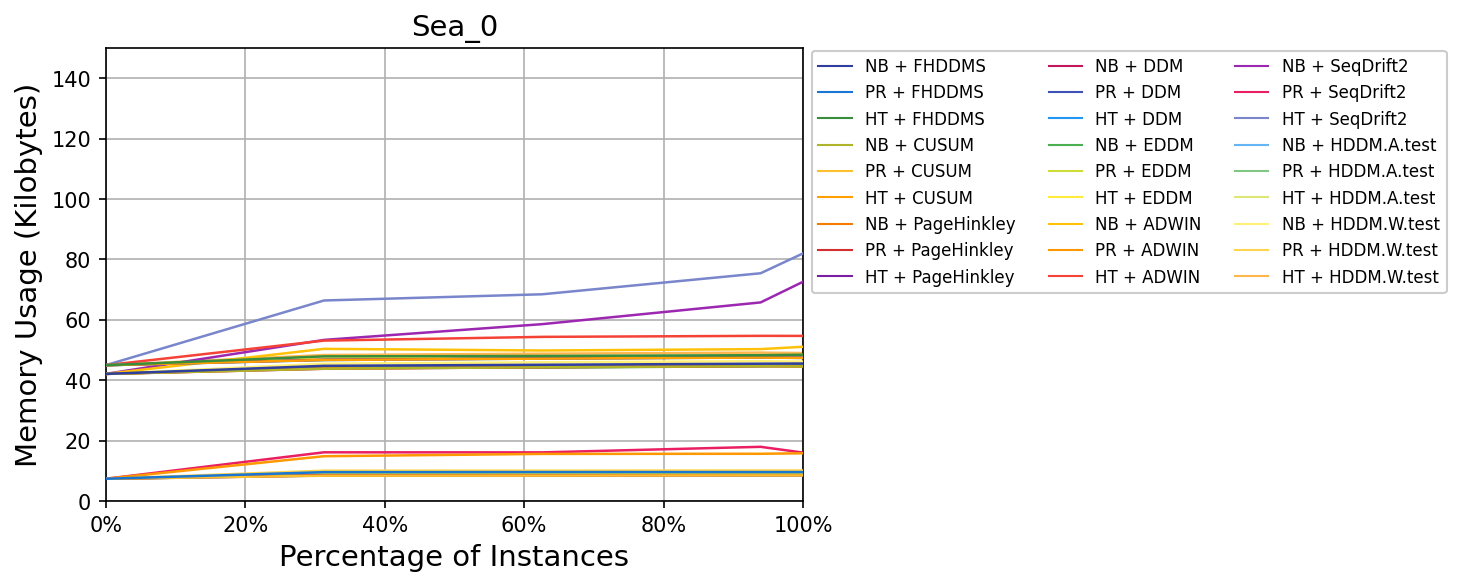 Sea_0
Memory Usage (Kilobytes)
140
120
100
80
60
40
20
0
0% 20% 40% 60% 80% 100%
Percentage of Instances
NB + FHDDMS NB + DDM NB + SeqDrift2
PR + FHDDMS PR + DDM PR + SeqDrift2
HT + FHDDMS HT + DDM HT + SeqDrift2
NB + CUSUM NB + EDDM NB + HDDM.A.test
PR + CUSUM PR + EDDM PR + HDDM.A.test
HT + CUSUM HT + EDDM HT + HDDM.A.test
NB + PageHinkley NB + ADWIN NB + HDDM.W.test
PR + PageHinkley PR + ADWIN PR + HDDM.W.test
HT + PageHinkley HT + ADWIN HT + HDDM.W.test